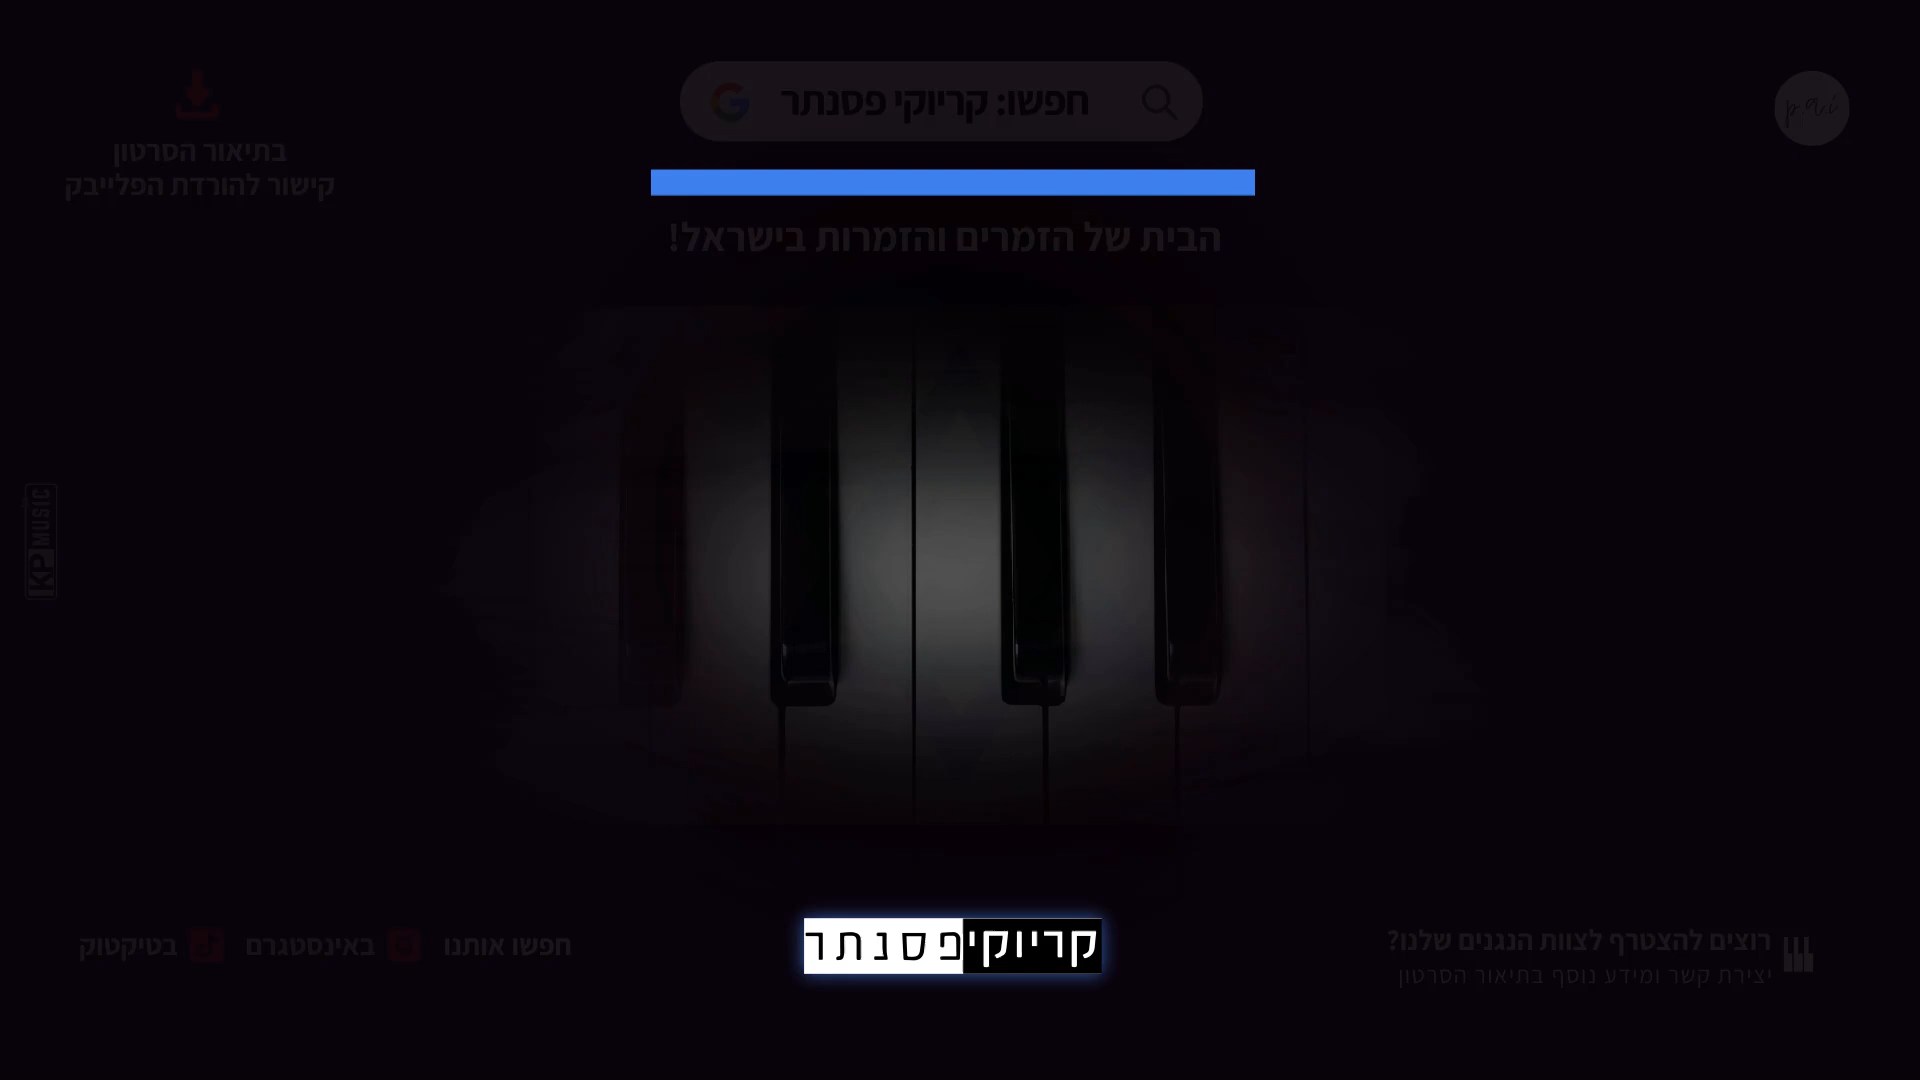 חפשו: קריוקי פסנתר
בתיאור הסרטון
קישור להורדת הפלייבק
הבית של הזמרים והזמרות בישראל!
KP MUSIC
קריוקי פסנתר
רוצים להצטרף לצוות הנגנים שלנו?
יצירת קשר ומידע נוסף בתיאור הסרטון
חפשו אותנו באינסטגרם בטיקטוק